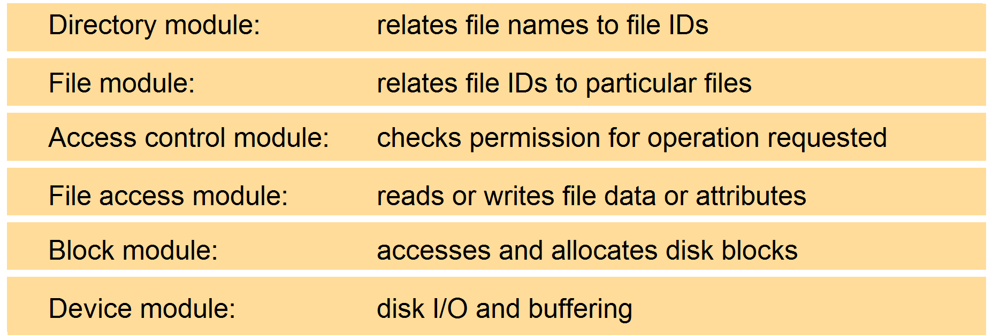 Directory module: relates file names to file IDs
File module: relates file IDs to particular files
Access control module: checks permission for operation requested
File access module: reads or writes file data or attributes
Block module: accesses and allocates disk blocks
Device module: disk I/O and buffering